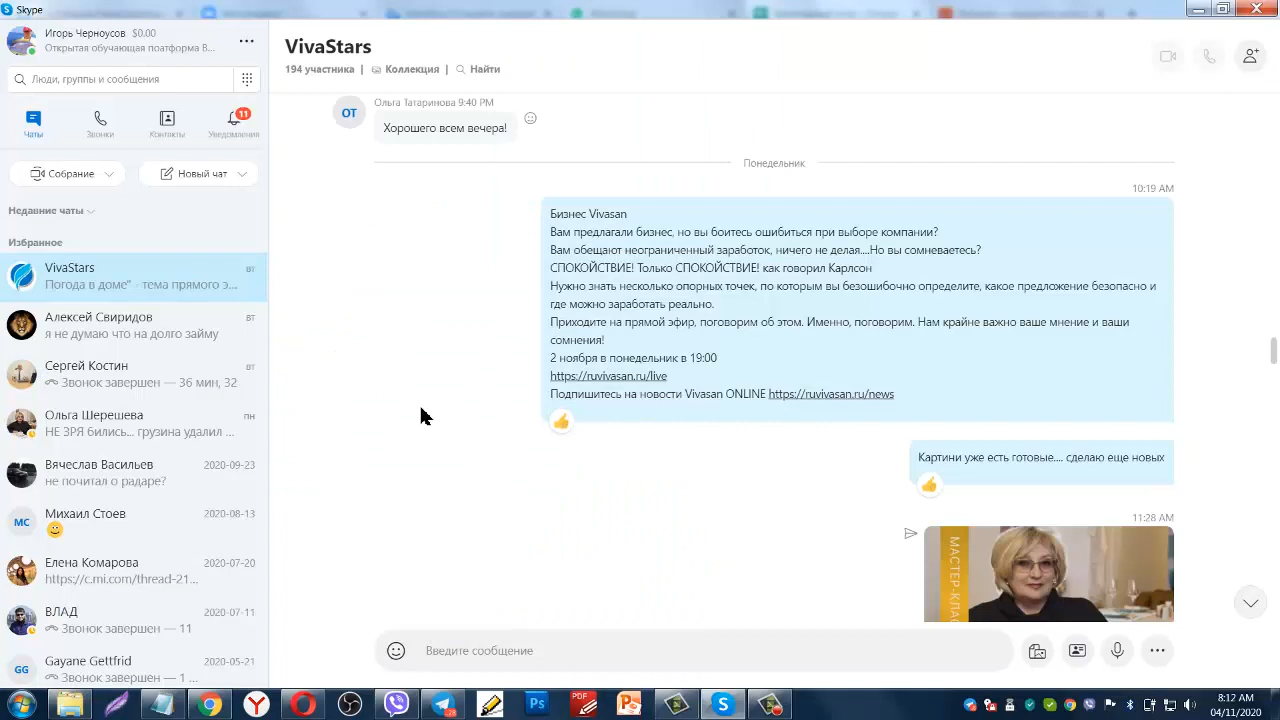 Skype
Игорь Черноусов $0.00
Открытая обучающая поатформа В...
Люди, группы и сообщения
Чаты
Звонки
Контакты
11
Уведомления
Собрание
Новый чат
Недавние чаты
Избранное
VivaStars
вт
Погода в доме" - тема прямого э...
Алексей Свиридов
вт
я не думаю что на долго займу
Сергей Костин
вт
Звонок завершен — 36 мин, 32
Ольга Шерешева
пн
НЕ ЗРЯ бились... грузина удалил ...
Вячеслав Васильев
2020-09-23
не почитал о радаре?
МС
Михаил Стоев
2020-08-13
Елена Комарова
2020-07-20
https://c.mi.com/thread-21...
ВЛАД
2020-07-11
Звонок завершен — 11
GG
Gayane Gettfrid
2020-05-21
Звонок завершен — 1 ...
VivaStars
194 участника | Коллекция | Найти
ОТ
Ольга Татаринова 9:40 PM
Хорошего всем вечера!
Понедельник
10:19 AM
Бизнес Vivasan
Вам предлагали бизнес, но вы боитесь ошибиться при выборе компании?
Вам обещают неограниченный заработок, ничего не делая....Но вы сомневаетесь?
СПОКОЙСТВИЕ! Только СПОКОЙСТВИЕ! как говорил Карлсон
Нужно знать несколько опорных точек, по которым вы безошибочно определите, какое предложение безопасно и
где можно заработать реально.
Приходите на прямой эфир, поговорим об этом. Именно, поговорим. Нам крайне важно ваше мнение и ваши
сомнения!
2 ноября в понедельник в 19:00
https://ruvivasan.ru/live
Подпишитесь на новости Vivasan ONLINE https://ruvivasan.ru/news
Картини уже есть готовые.... сделаю еще новых
11:28 AM
МАСТЕР-КЛАС
Введите сообщение
28
PDF
Ps
8:12 AM
04/11/2020